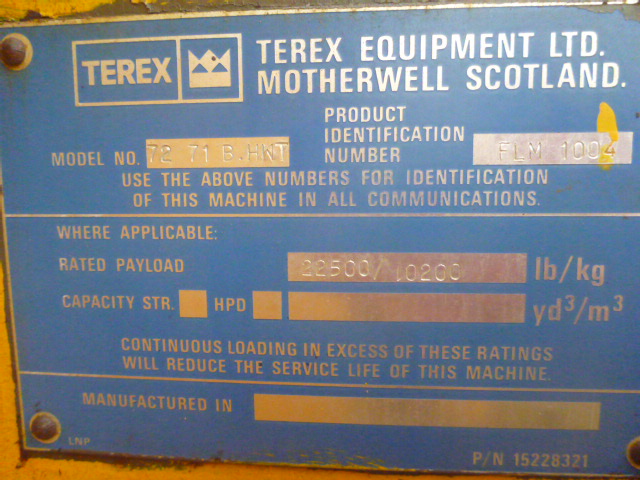 TEREX
TEREX EQUIPMENT LTD.
MOTHERWELL SCOTLAND.
MODEL NO. 72 71 B.HWT
PRODUCT
IDENTIFICATION
NUMBER FLM 1004
USE THE ABOVE NUMBERS FOR IDENTIFICATION
OF THIS MACHINE IN ALL COMMUNICATIONS.
WHERE APPLICABLE:
RATED PAYLOAD 22500/10200 lb/kg
CAPACITY STR. HPD yd³/m³
CONTINUOUS LOADING IN EXCESS OF THESE RATINGS
WILL REDUCE THE SERVICE LIFE OF THIS MACHINE.
MANUFACTURED IN
LNP
P/N 15228321